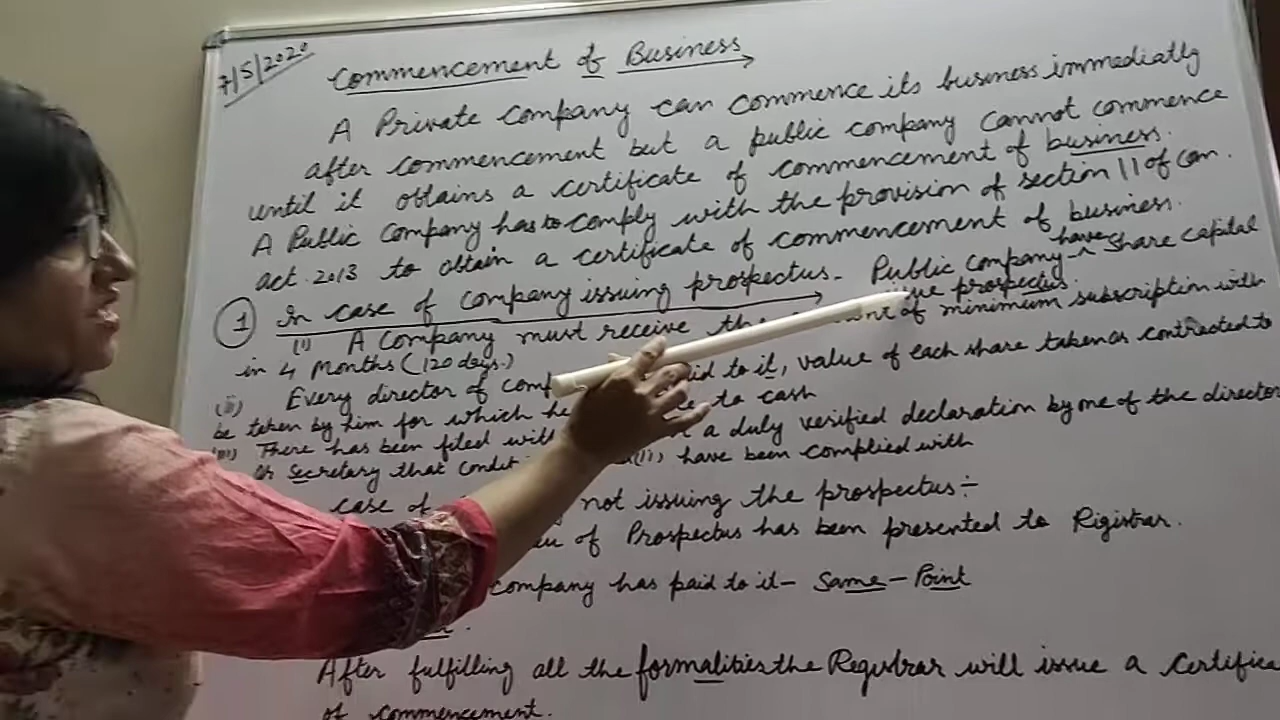 7/5/2020
Commencement of Business
A Private company can commence its business immediatly
after commencement but a public company cannot commence
until it obtains a certificate of commencement of business.
A Public Company has to comply with the provision of section 11 of com.
act 2013 to obtain a certificate of commencement of business.
① In case of company issuing prospectus - Public company have share capital
prospectus.
(i) A Company must receive the of minimum subscription with
in 4 Months (120 days.)
(ii) Every director of to it, value of each share taken or contracted to
be taken by him for which he to cash
(iii) There has been filed a duly verified declaration by one of the director
or Secretary that (ii) have been complied with
case of not issuing the prospectus:-
of Prospectus has been presented to Rigistrar.
company has paid to it - Same - Point
After fulfilling all the formalities the Registrar will issue a
of commencement.